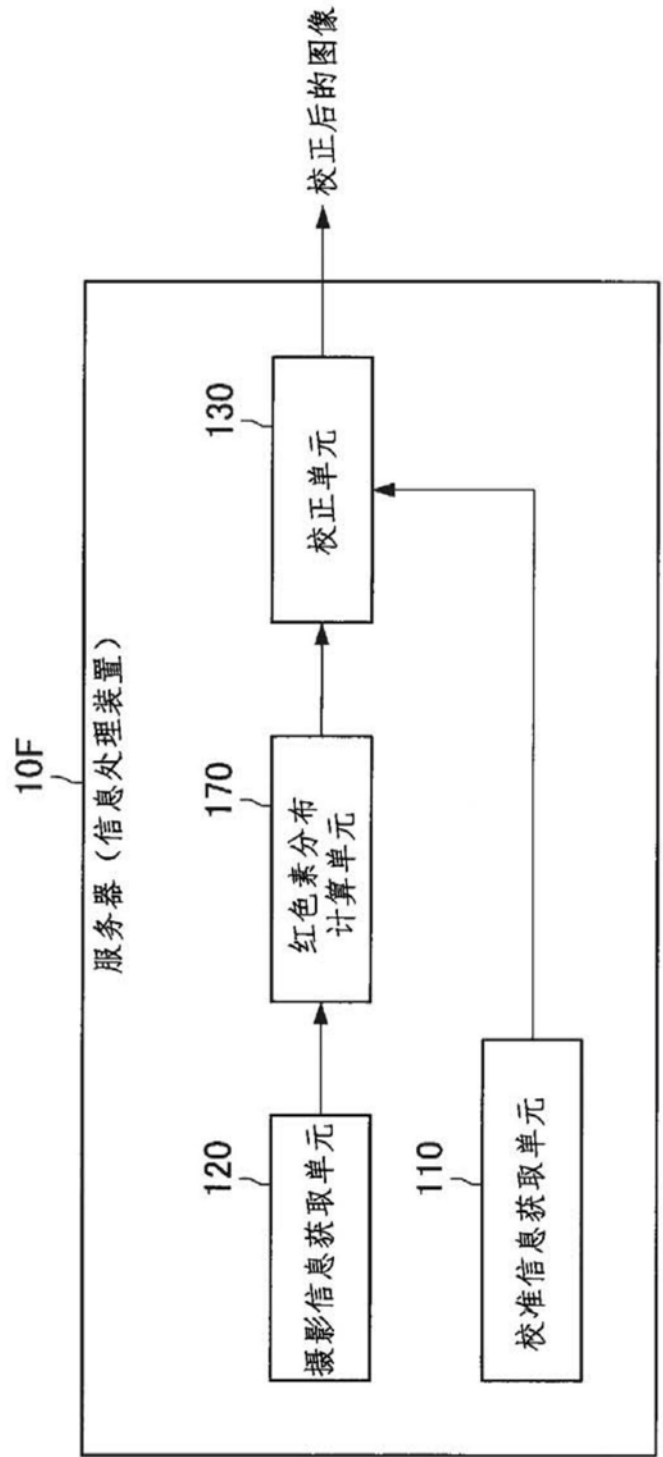 10F
服务器（信息处理装置）
120
摄影信息获取单元
170
红色素分布
计算单元
130
校正单元
校正后的图像
110
校准信息获取单元